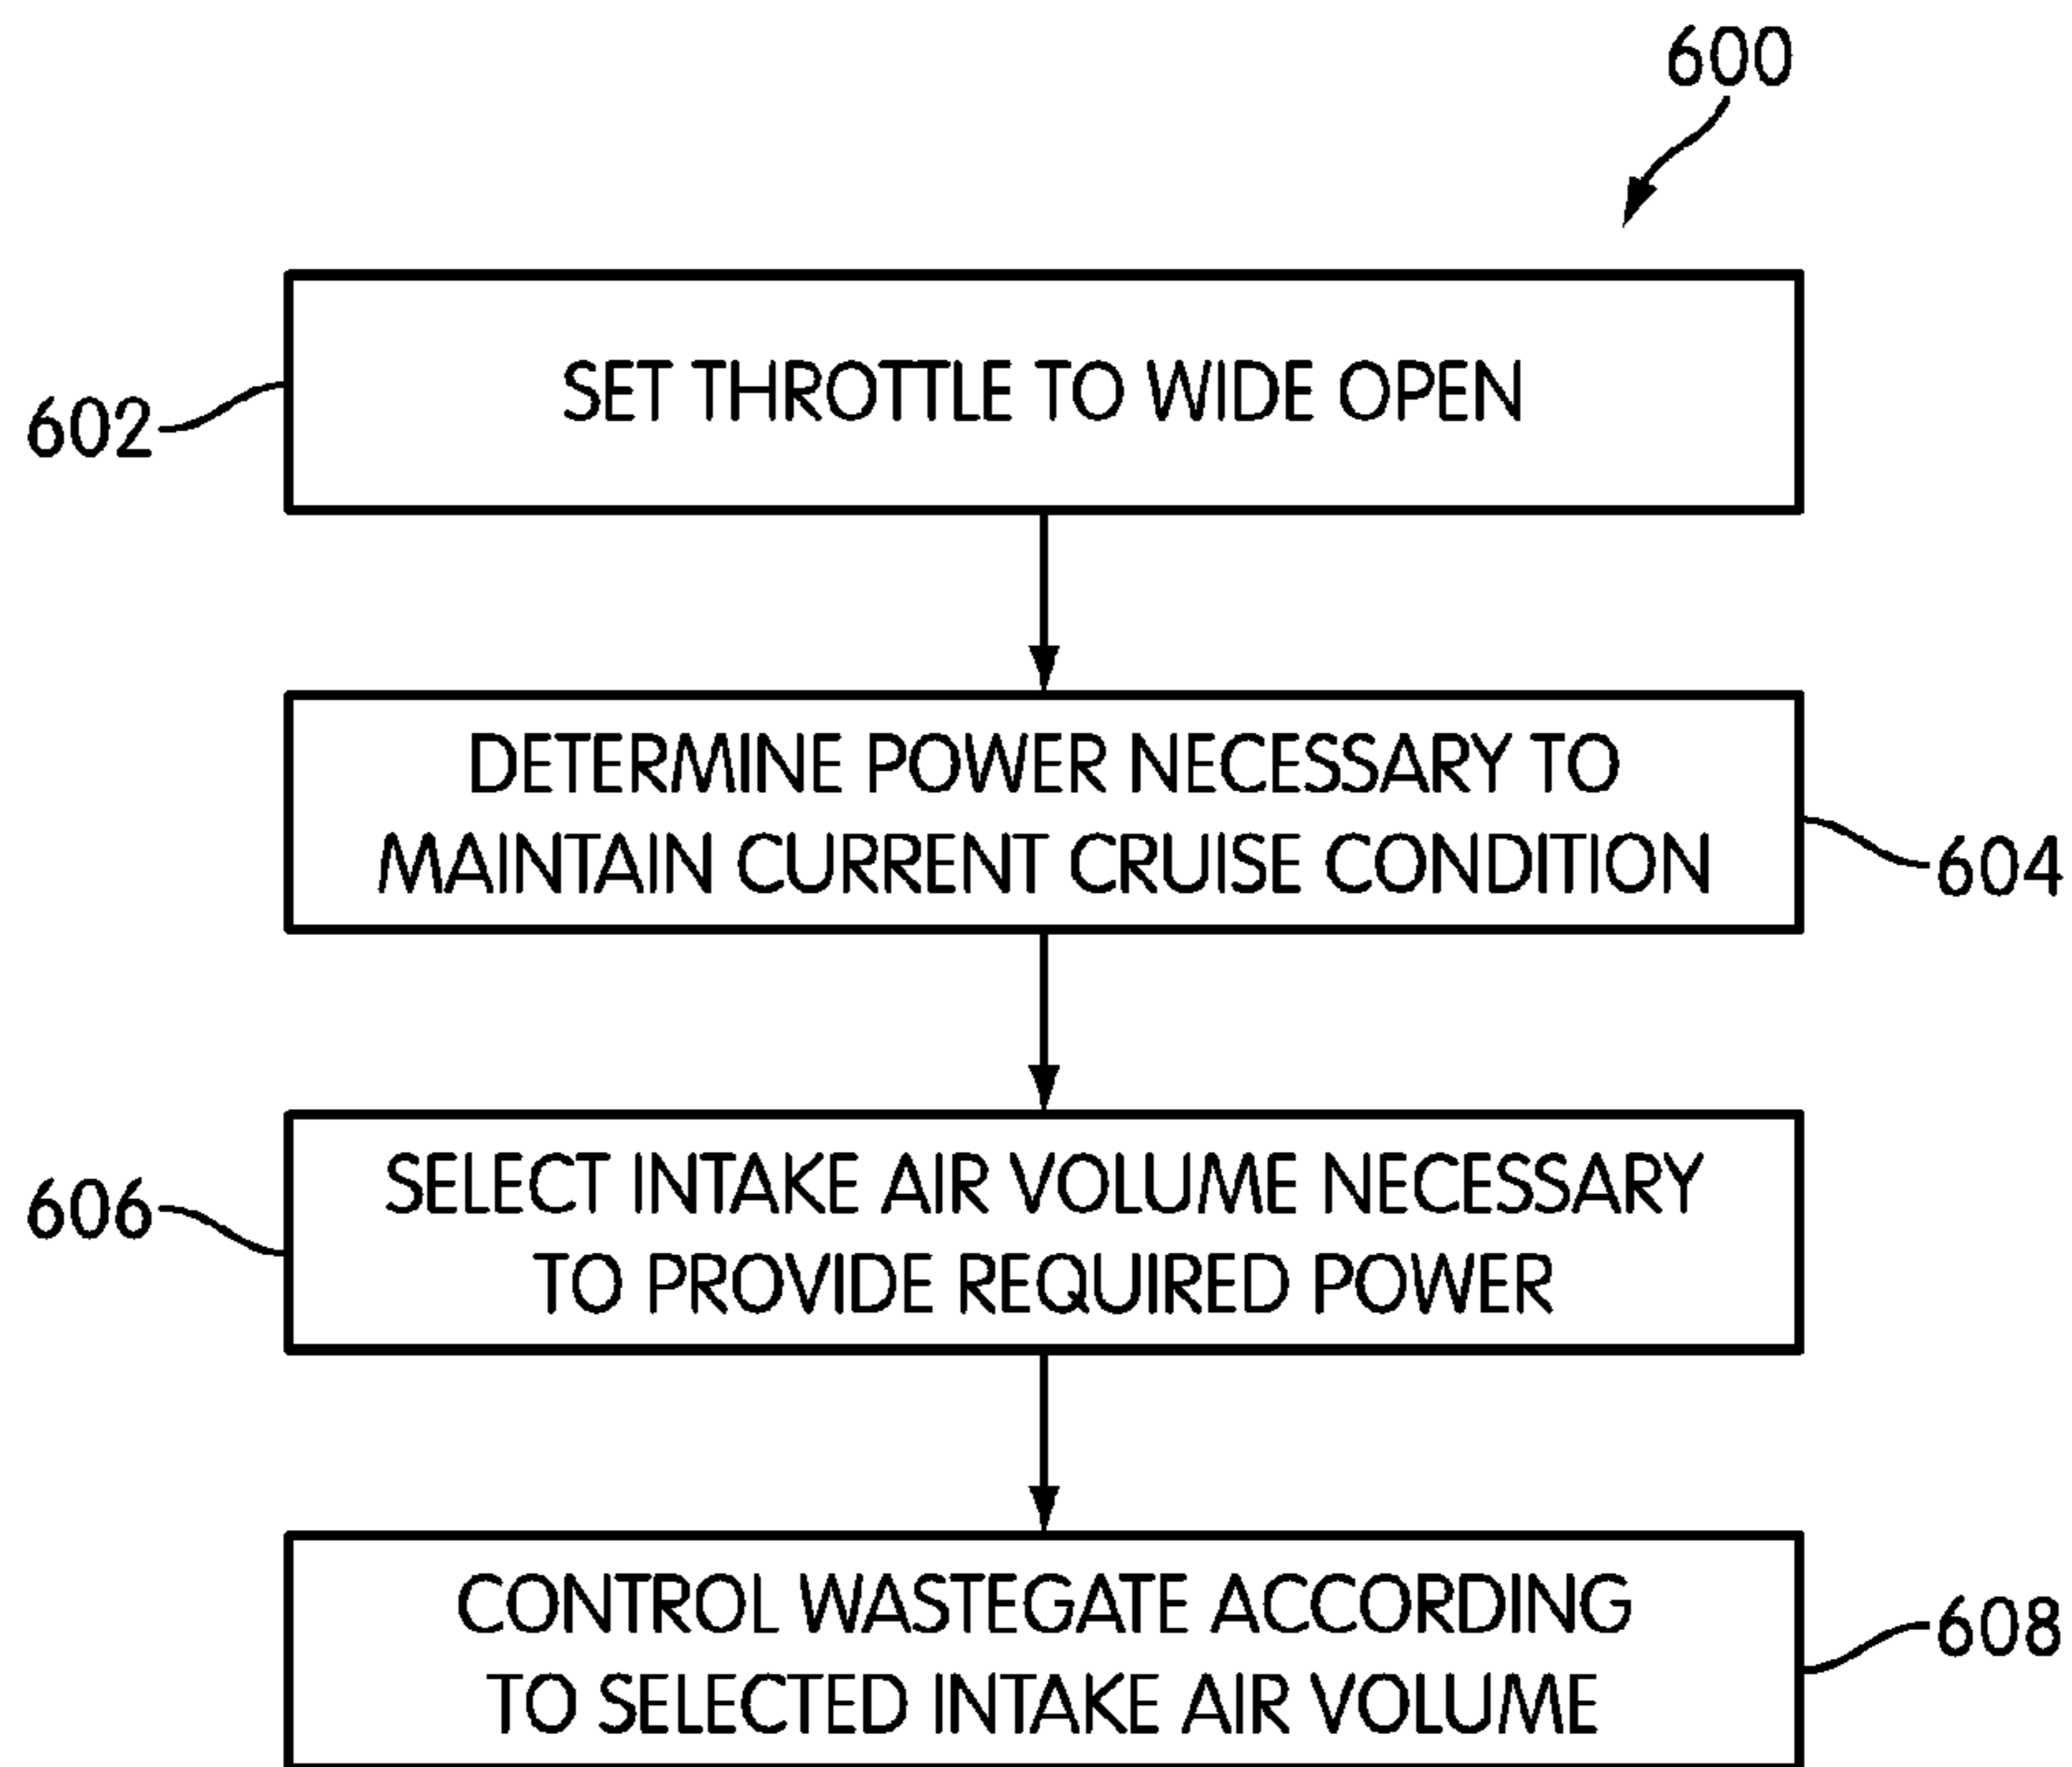 600
602
SET THROTTLE TO WIDE OPEN
DETERMINE POWER NECESSARY TO
MAINTAIN CURRENT CRUISE CONDITION
604
606
SELECT INTAKE AIR VOLUME NECESSARY
TO PROVIDE REQUIRED POWER
CONTROL WASTEGATE ACCORDING
TO SELECTED INTAKE AIR VOLUME
608